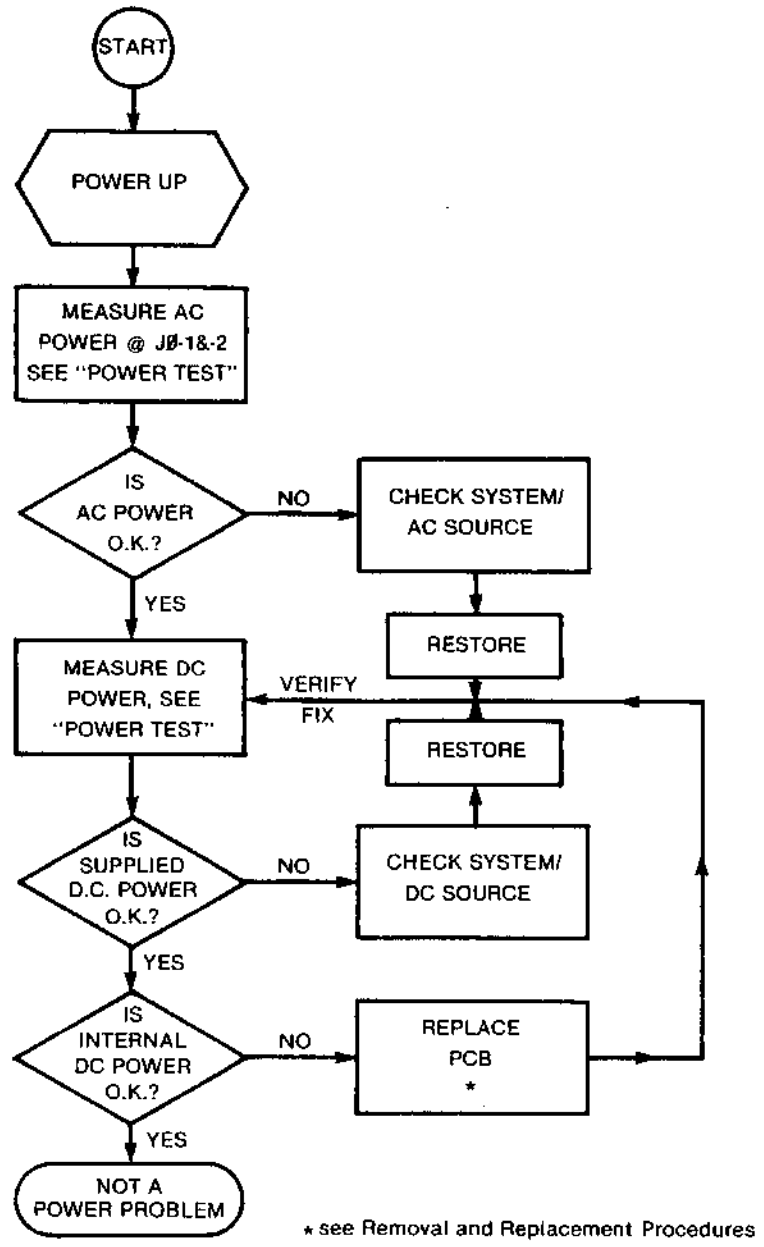 START
POWER UP
MEASURE AC
POWER @ JØ-1&-2
SEE "POWER TEST"
IS
AC POWER
O.K.?
NO
CHECK SYSTEM/
AC SOURCE
YES
RESTORE
MEASURE DC
POWER, SEE
"POWER TEST"
VERIFY
FIX
RESTORE
IS
SUPPLIED
D.C. POWER
O.K.?
NO
CHECK SYSTEM/
DC SOURCE
YES
IS
INTERNAL
DC POWER
O.K.?
NO
REPLACE
PCB
*
YES
NOT A
POWER PROBLEM
* see Removal and Replacement Procedures